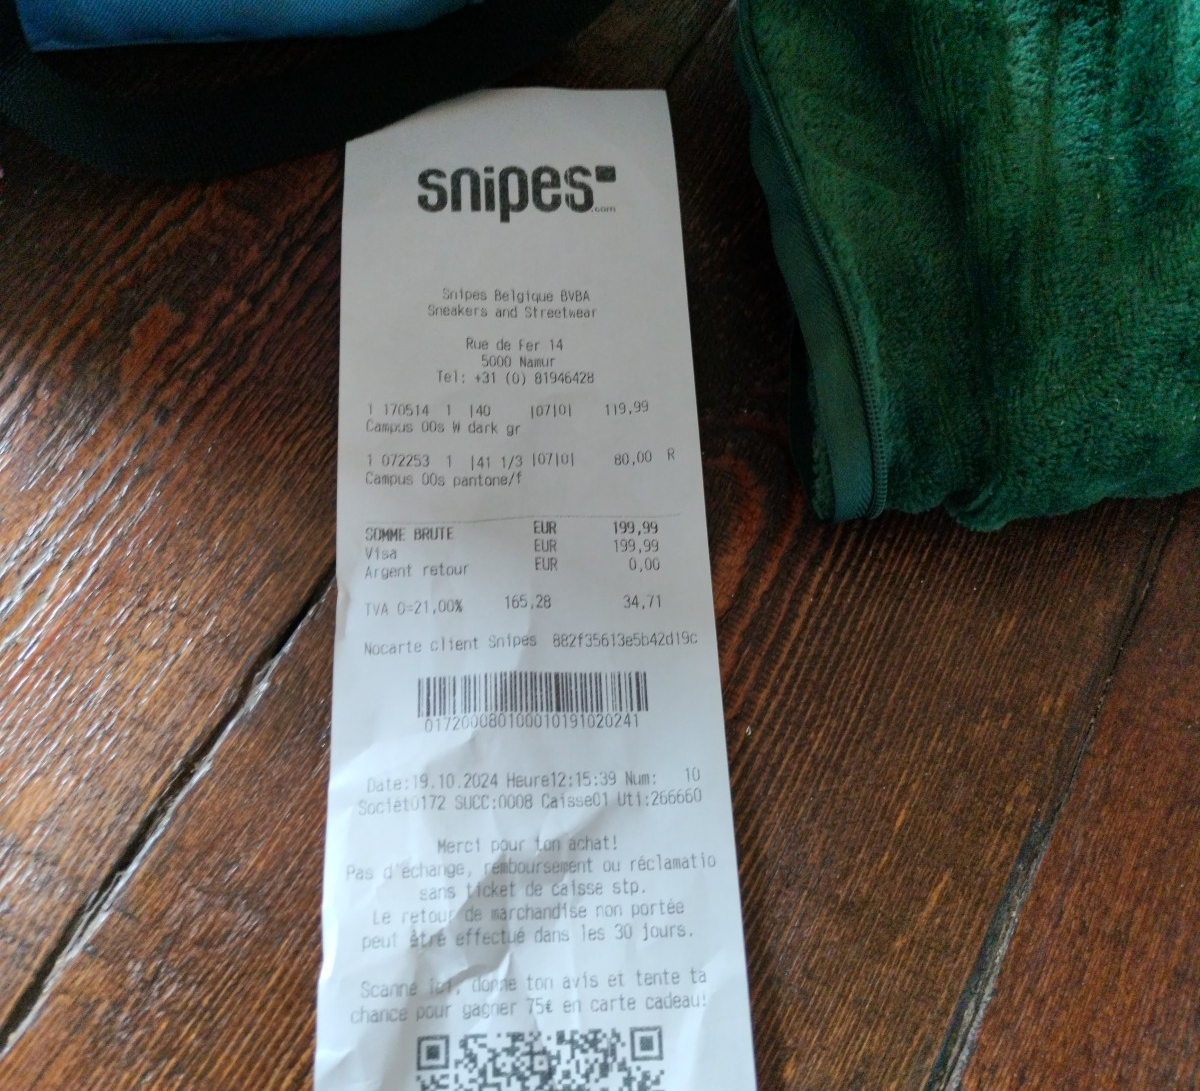 snipes
.com
Snipes Belgique BVBA
Sneakers and Streetwear
Rue de Fer 14
5000 Namur
Tel: +31 (0) 81946428
1 170514 1 |40 |07|0| 119,99
Campus 00s W dark gr
1 072253 1 |41 1/3 |07|0| 80,00 R
Campus 00s pantone/f
SOMME BRUTE EUR 199,99
Visa EUR 199,99
Argent retour EUR 0,00
TVA 0=21,00% 165,28 34,71
Nocarte client Snipes 882f35613e5b42d19c
017200080100010191020241
Date:19.10.2024 Heure12:15:39 Num: 10
Sociét0172 SUCC:0008 Caisse01 Uti:266660
Merci pour ton achat!
Pas d'échange, remboursement ou réclamatio
sans ticket de caisse stp.
Le retour de marchandise non portée
peut être effectué dans les 30 jours.
Scanne ici, donne ton avis et tente ta
chance pour gagner 75€ en carte cadeau!